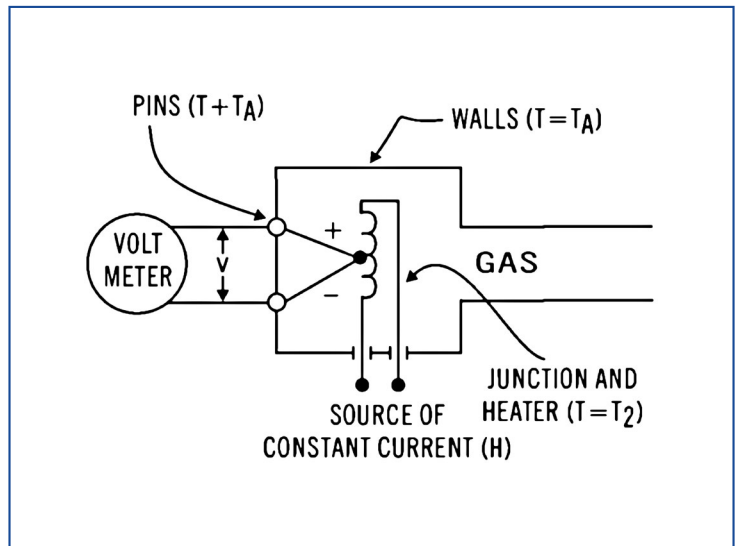 PINS (T+TA)
WALLS (T=TA)
VOLT
METER
V
+
−
GAS
JUNCTION AND
HEATER (T=T2)
SOURCE OF
CONSTANT CURRENT (H)